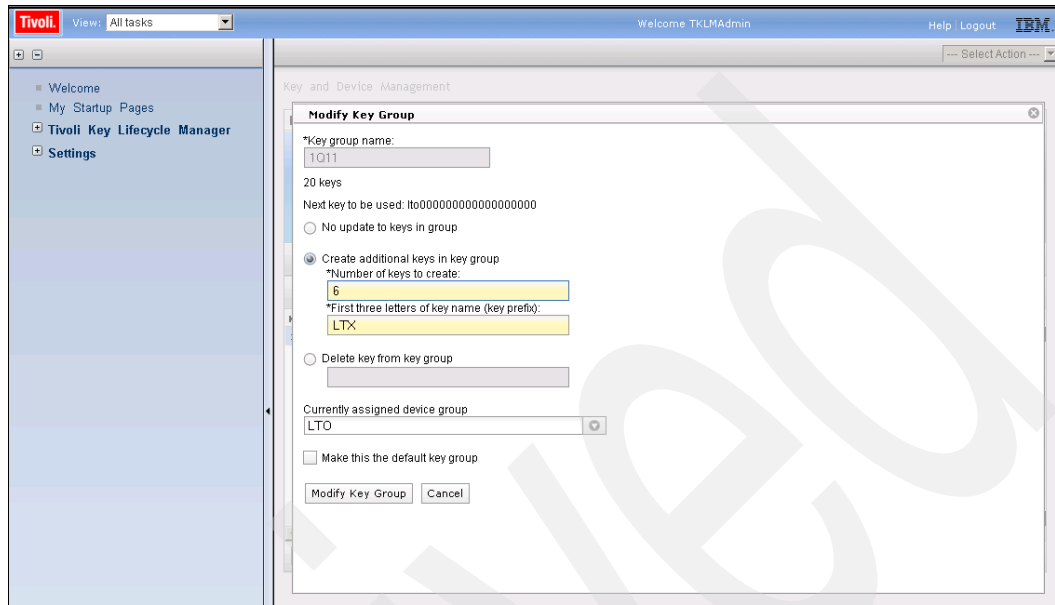 Tivoli. View: All tasks Welcome TKLMAdmin Help Logout IBM.
--- Select Action ---
Welcome
My Startup Pages
Tivoli Key Lifecycle Manager
Settings
Key and Device Management
Modify Key Group
*Key group name:
1Q11
20 keys
Next key to be used: lto000000000000000000
No update to keys in group
Create additional keys in key group
*Number of keys to create:
6
*First three letters of key name (key prefix):
LTX
Delete key from key group
Currently assigned device group
LTO
Make this the default key group
Modify Key Group Cancel